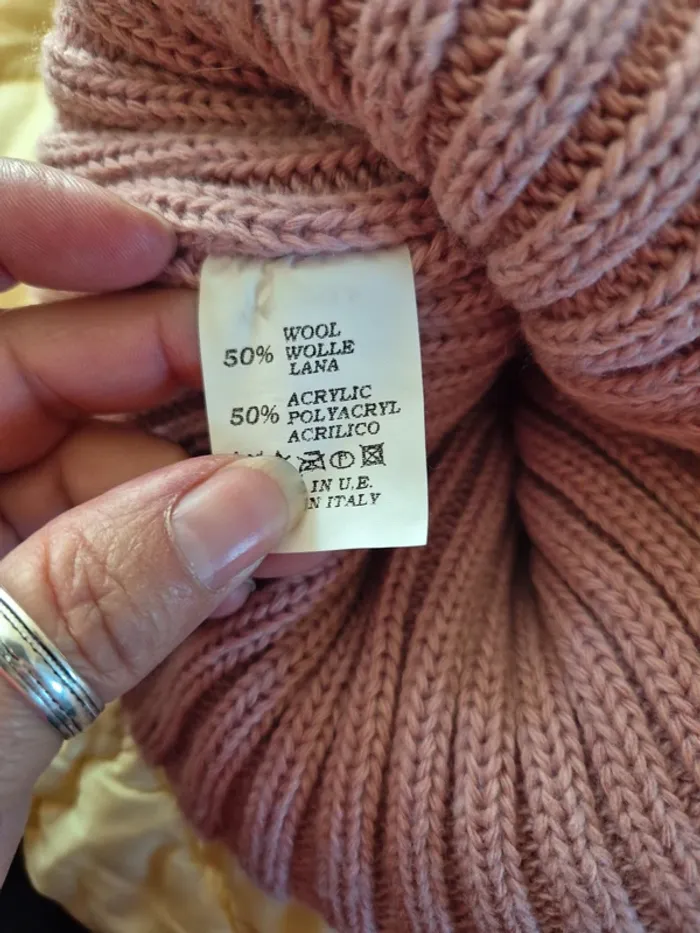 WOOL
50% WOLLE
LANA
ACRYLIC
50% POLYACRYL
ACRILICO
IN U.E.
ITALY